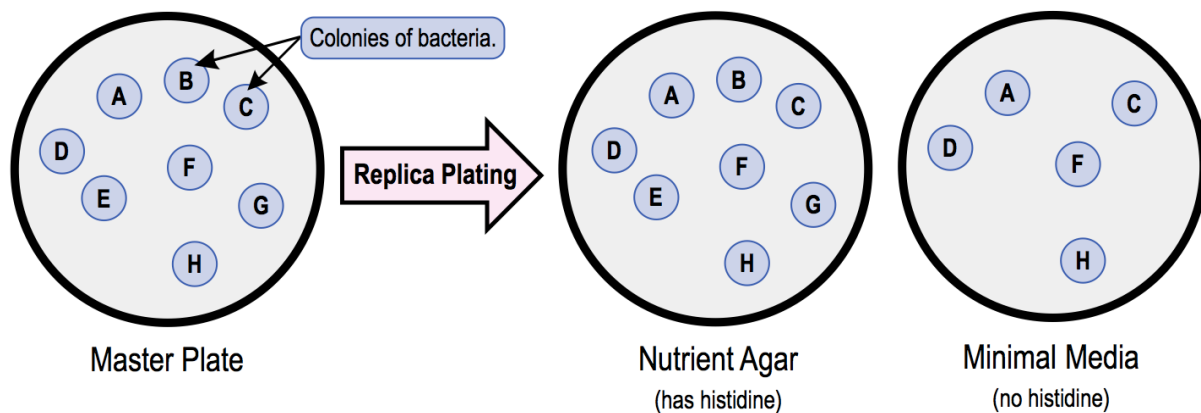 Colonies of bacteria.
B
A
C
D
F
E
G
H
Master Plate
Replica Plating
B
A
C
D
F
E
G
H
Nutrient Agar
(has histidine)
A
C
D
F
H
Minimal Media
(no histidine)